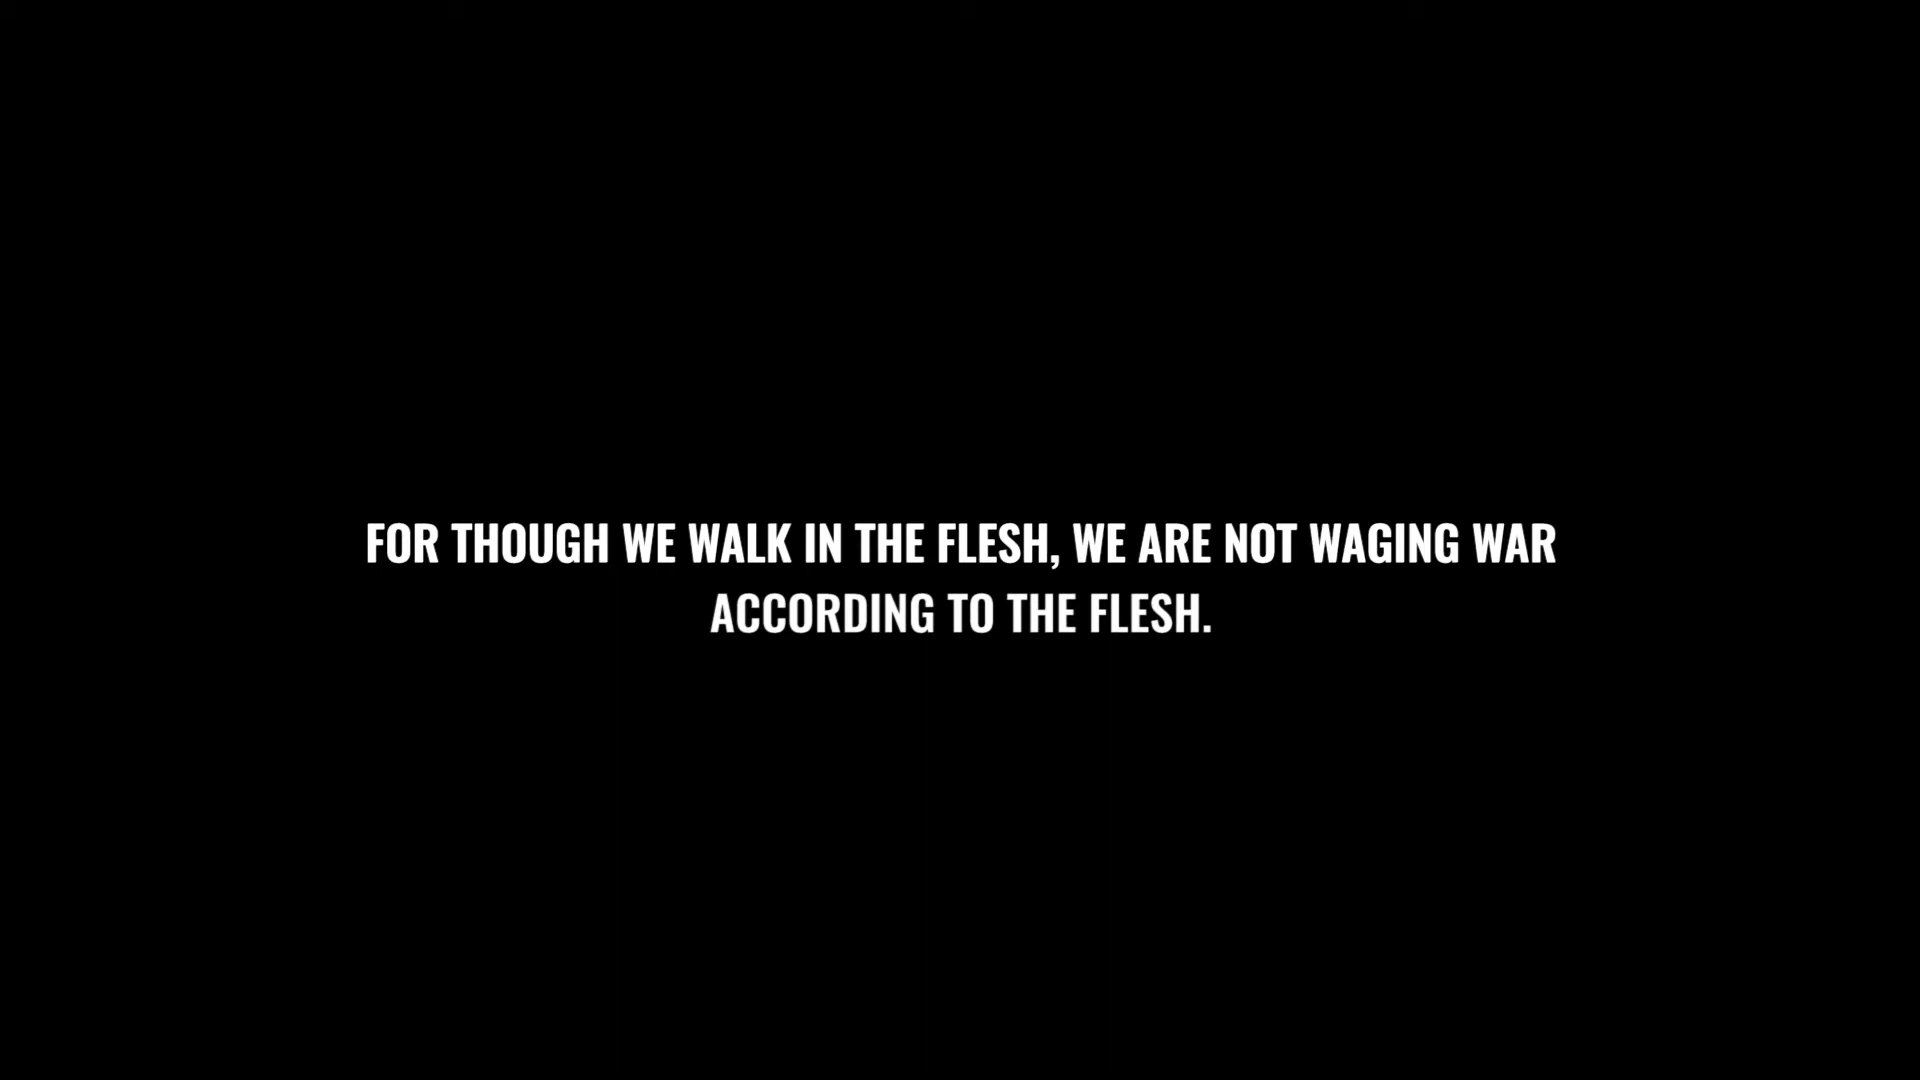 FOR THOUGH WE WALK IN THE FLESH, WE ARE NOT WAGING WAR
ACCORDING TO THE FLESH.